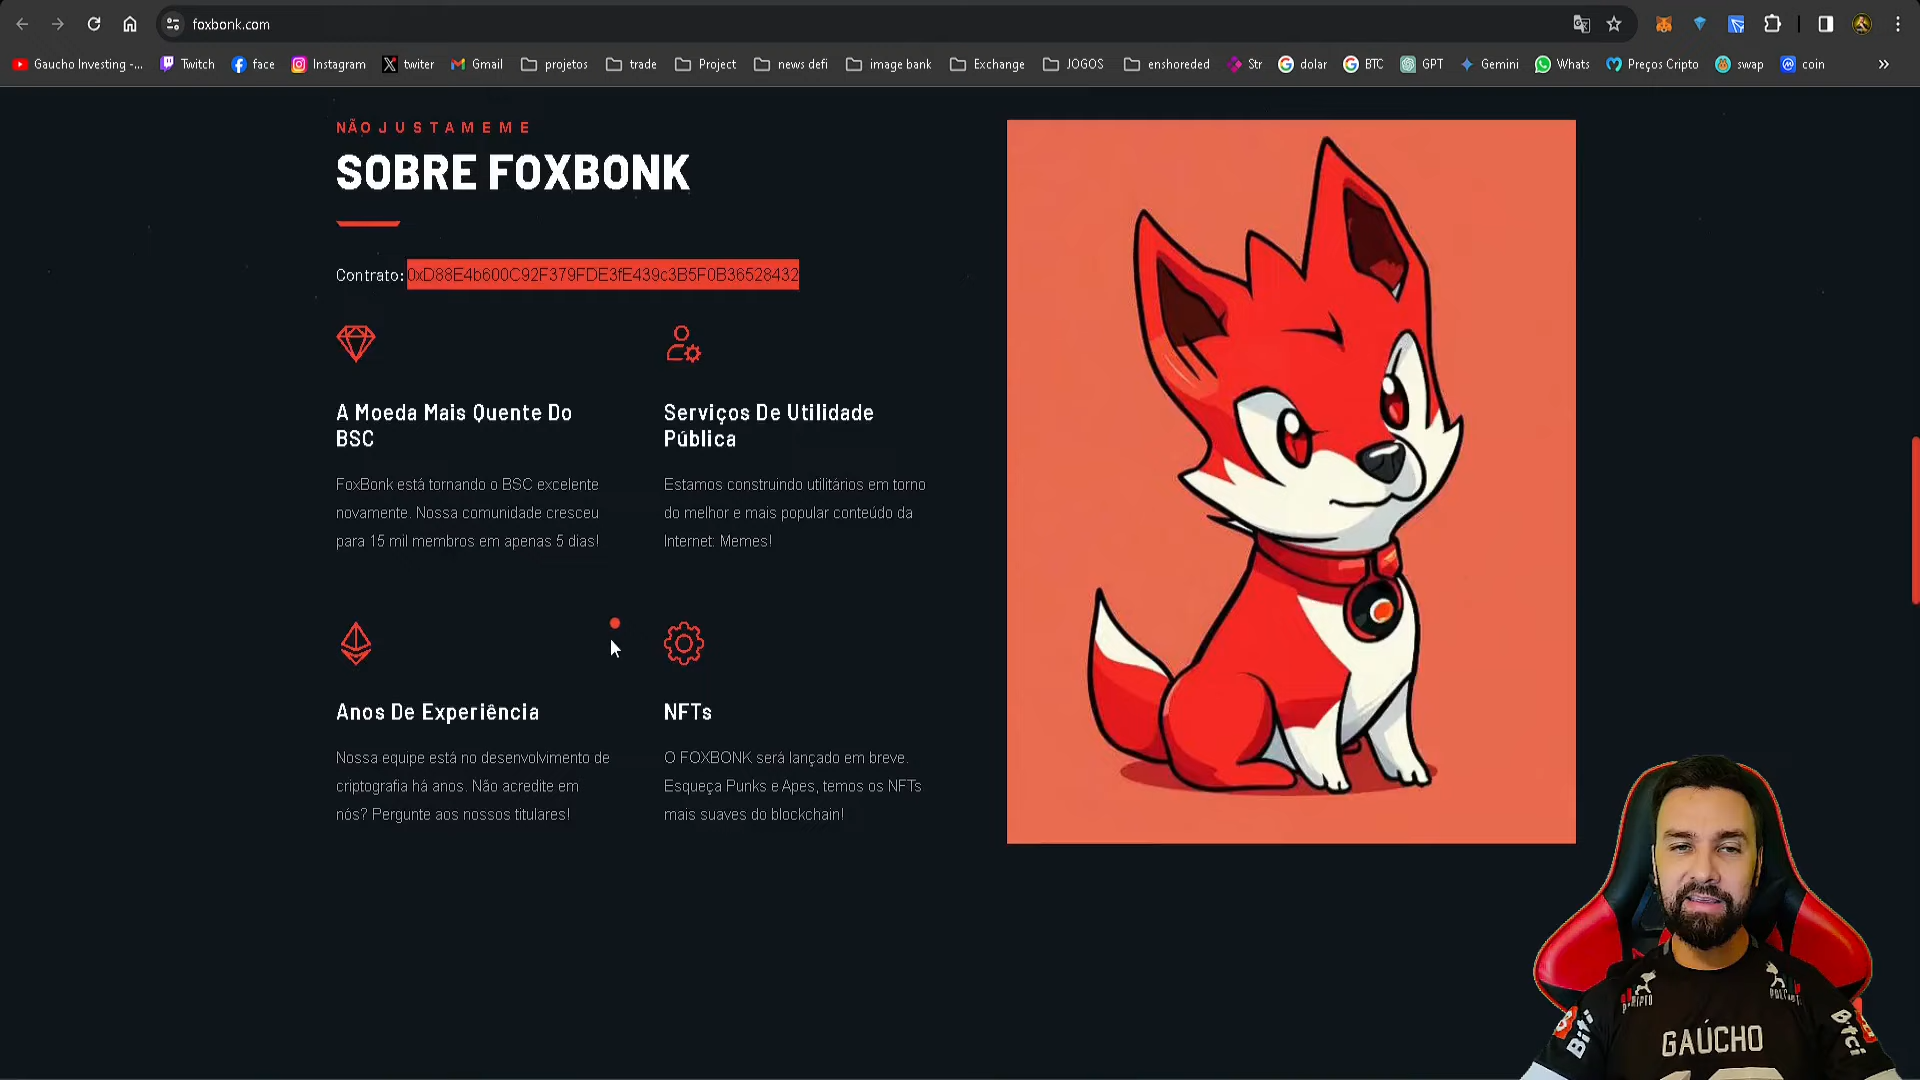 foxbonk.com
Gaucho Investing -...
Twitch
face
Instagram
twiter
Gmail
projetos
trade
Project
news defi
image bank
Exchange
JOGOS
enshoreded
Str
dolar
BTC
GPT
Gemini
Whats
Preços Cripto
swap
coin
NÃO JUSTAMEME
SOBRE FOXBONK
Contrato: 0xD88E4b600C92F379FDE3fE439c3B5F0B36528432
A Moeda Mais Quente Do
BSC
FoxBonk está tornando o BSC excelente
novamente. Nossa comunidade cresceu
para 15 mil membros em apenas 5 dias!
Serviços De Utilidade
Pública
Estamos construindo utilitários em torno
do melhor e mais popular conteúdo da
Internet: Memes!
Anos De Experiência
Nossa equipe está no desenvolvimento de
criptografia há anos. Não acredite em
nós? Pergunte aos nossos titulares!
NFTs
O FOXBONK será lançado em breve.
Esqueça Punks e Apes, temos os NFTs
mais suaves do blockchain!
GAÚCHO